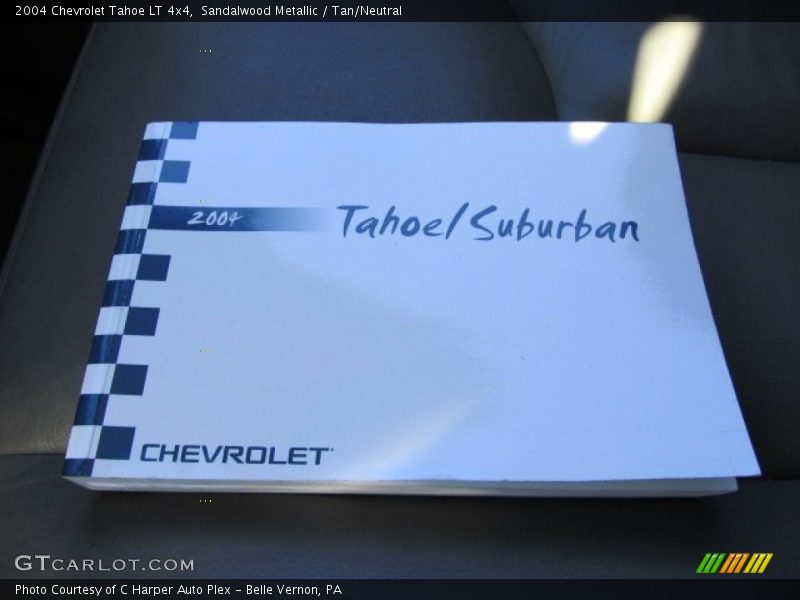 2004 Chevrolet Tahoe LT 4x4,  Sandalwood Metallic / Tan/Neutral
2004 Tahoe/Suburban
CHEVROLET
GTCARLOT.COM
Photo Courtesy of C Harper Auto Plex - Belle Vernon, PA